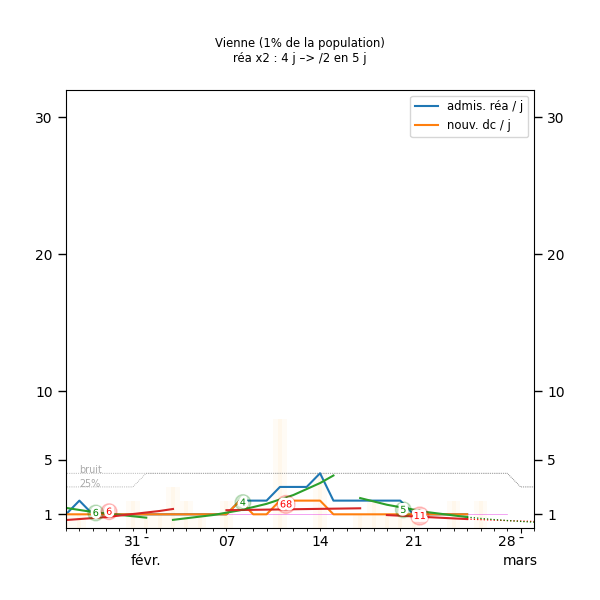 Vienne (1% de la population)
réa x2 : 4 j –> /2 en 5 j
admis. réa / j
nouv. dc / j
30 30
20 20
10 10
5 5
bruit
25%
1 1
6 6 4 68 5 11
31 - 07 14 21 28 -
févr. mars